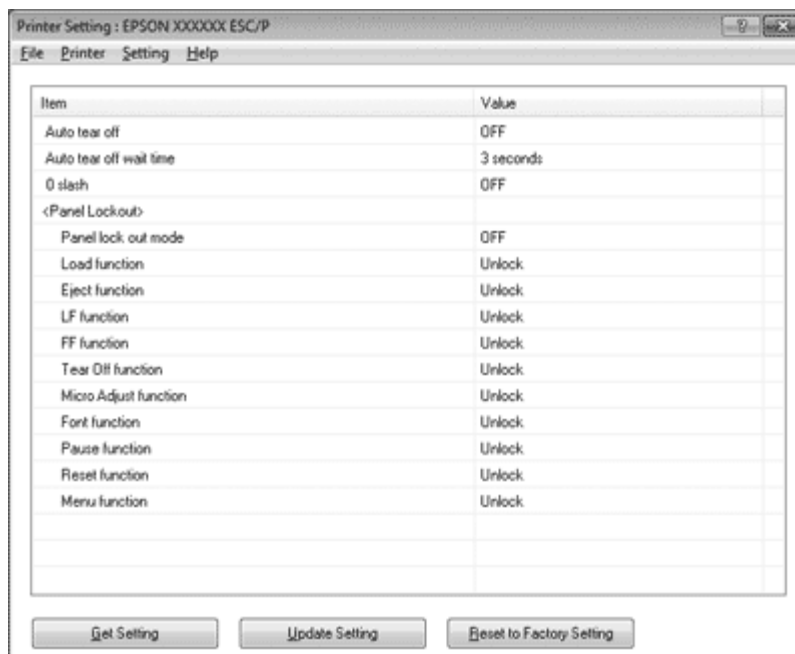 Printer Setting : EPSON XXXXXX ESC/P
File Printer Setting Help
Item Value
Auto tear off OFF
Auto tear off wait time 3 seconds
0 slash OFF
<Panel Lockout>
Panel lock out mode OFF
Load function Unlock
Eject function Unlock
LF function Unlock
FF function Unlock
Tear Off function Unlock
Micro Adjust function Unlock
Font function Unlock
Pause function Unlock
Reset function Unlock
Menu function Unlock
Get Setting Update Setting Reset to Factory Setting